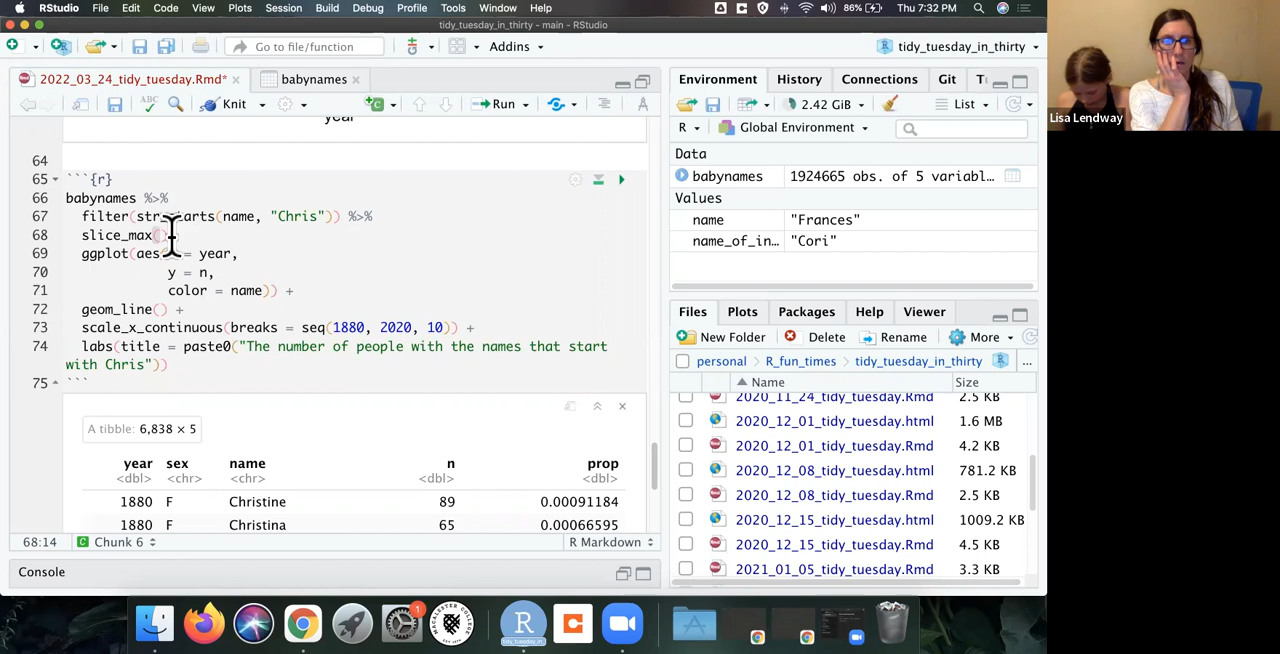 RStudio File Edit Code View Plots Session Build Debug Profile Tools Window Help 86% Thu 7:32 PM
tidy_tuesday_in_thirty - main - RStudio
Go to file/function Addins tidy_tuesday_in_thirty
2022_03_24_tidy_tuesday.Rmd* babynames
ABC Knit Run
year
64
65 ```{r}
66 babynames %>%
67 filter(str_starts(name, "Chris")) %>%
68 slice_max()
69 ggplot(aes = year,
70 y = n,
71 color = name)) +
72 geom_line() +
73 scale_x_continuous(breaks = seq(1880, 2020, 10)) +
74 labs(title = paste0("The number of people with the names that start
with Chris"))
75 ```
A tibble: 6,838 × 5
year sex name n prop
<dbl> <chr> <chr> <dbl> <dbl>
1880 F Christine 89 0.00091184
1880 F Christina 65 0.00066595
68:14 Chunk 6 R Markdown
Console
Environment History Connections Git
2.42 GiB List
R Global Environment
Data
babynames 1924665 obs. of 5 variabl…
Values
name "Frances"
name_of_in… "Cori"
Files Plots Packages Help Viewer
New Folder Delete Rename More
personal R_fun_times tidy_tuesday_in_thirty …
Name Size
2020_11_24_tidy_tuesday.Rmd 2.5 KB
2020_12_01_tidy_tuesday.html 1.6 MB
2020_12_01_tidy_tuesday.Rmd 4.2 KB
2020_12_08_tidy_tuesday.html 781.2 KB
2020_12_08_tidy_tuesday.Rmd 2.5 KB
2020_12_15_tidy_tuesday.html 1009.2 KB
2020_12_15_tidy_tuesday.Rmd 4.5 KB
2021_01_05_tidy_tuesday.Rmd 3.3 KB
Lisa Lendway
1